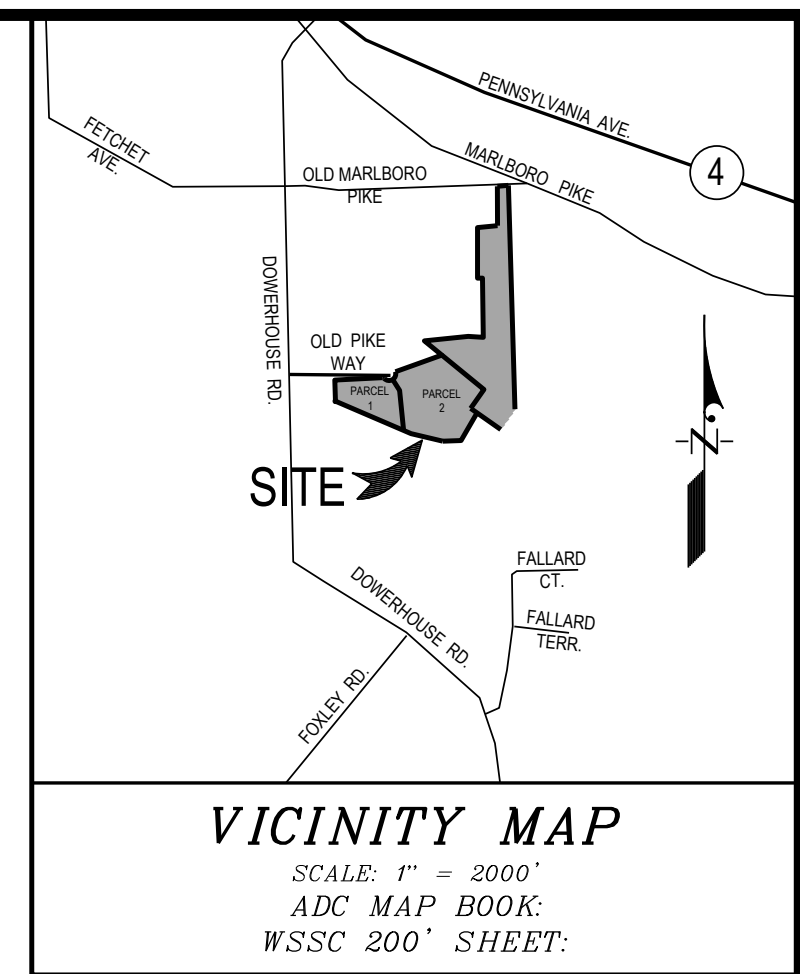 PENNSYLVANIA AVE.
FETCHET
AVE.
MARLBORO PIKE
4
OLD MARLBORO
PIKE
DOWERHOUSE RD.
OLD PIKE
WAY
PARCEL
1
PARCEL
2
N
SITE
FALLARD
CT.
DOWERHOUSE RD.
FALLARD
TERR.
FOXLEY RD.
VICINITY MAP
SCALE: 1" = 2000'
ADC MAP BOOK:
WSSC 200' SHEET: